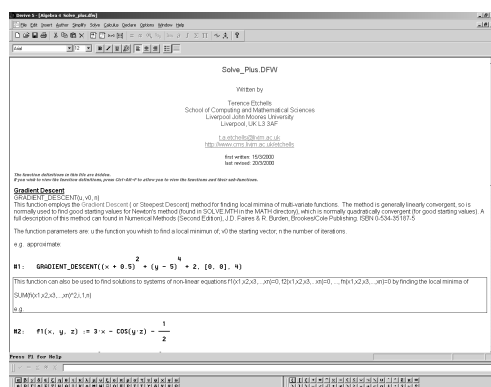 Derive 5 - [Algebra 6 Solve_plus.dfw]
File Edit Insert Author Simplify Solve Calculus Declare Options Window Help
Arial
12
Solve_Plus.DFW
Written by
Terence Etchells
School of Computing and Mathematical Sciences
Liverpool John Moores University
Liverpool, UK L3 3AF
t.a.etchells@livjm.ac.uk
http://www.cms.livjm.ac.uk/etchells
first written: 15/3/2000
last revised: 20/3/2000
The function definitions in this file are hidden.
If you wish to view the function definitions, press Ctrl+Alt+F to allow you to view the functions and their sub-functions.
Gradient Descent
GRADIENT_DESCENT(u, v0, n)
This function employs the Gradient Descent ( or Steepest Descent) method for finding local minima of multi-variate functions. The method is generally linearly convergent, so is
normally used to find good starting values for Newton's method (found in SOLVE.MTH in the MATH directory), which is normally quadratically convergent (for good starting values). A
full description of this method can found in Numerical Methods (Second Edition), J.D. Faires & R. Burden, Brookes/Cole Publishing. ISBN 0-534-35187-5
The function parameters are: u the function you whish to find a local minimum of; v0 the starting vector, n the number of iterations.
e.g. approximate:
#1: GRADIENT_DESCENT((x + 0.5)^2 + (y - 5)^4 + 2, [0, 0], 4)
This function can also be used to find solutions to systems of non-linear equations f1(x1,x2,x3,...,xn)=0, f2(x1,x2,x3,...xn)=0, ..., fn(x1,x2,x3,...xn)=0 by finding the local minima of
SUM(fi(x1,x2,x3,...xn)^2,i,1,n)
e.g.
#2: f1(x, y, z) := 3·x - COS(y·z) - 1/2
Press F1 for Help